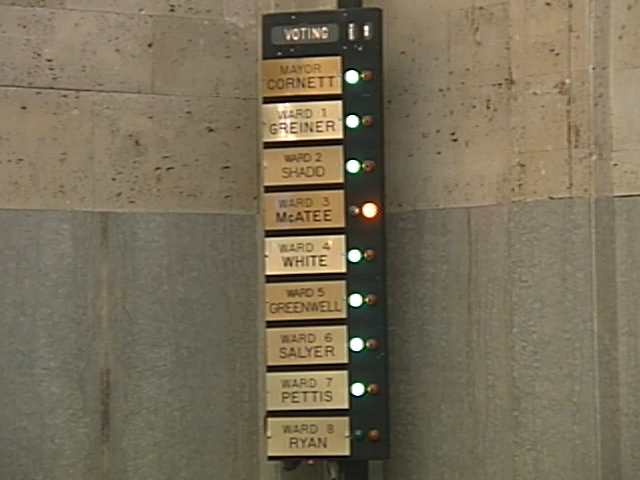 VOTING
MAYOR
CORNETT
WARD 1
GREINER
WARD 2
SHADID
WARD 3
McATEE
WARD 4
WHITE
WARD 5
GREENWELL
WARD 6
SALYER
WARD 7
PETTIS
WARD 8
RYAN